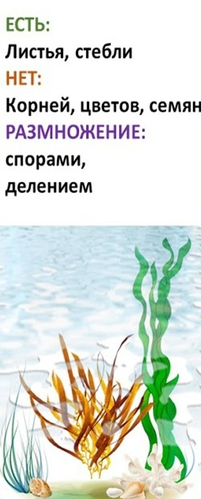 ЕСТЬ:
Листья, стебли
НЕТ:
Корней, цветов, семян
РАЗМНОЖЕНИЕ:
спорами,
делением